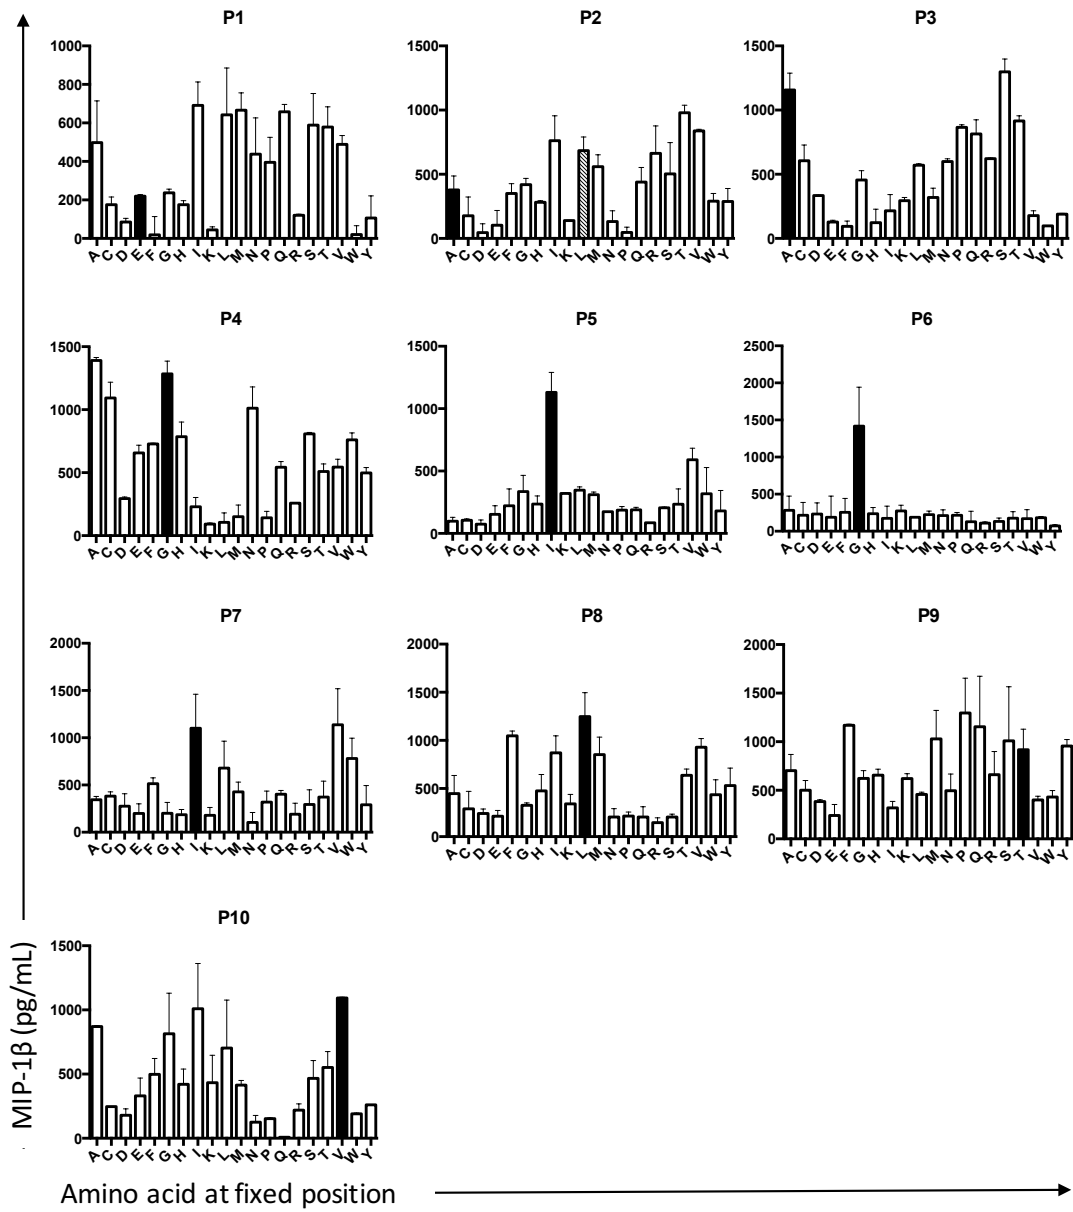 P1
1000
800
600
400
200
0
A C D E F G H I K L M N P Q R S T V W Y
P2
1500
1000
500
0
A C D E F G H I K L M N P Q R S T V W Y
P3
1500
1000
500
0
A C D E F G H I K L M N P Q R S T V W Y
P4
1500
1000
500
0
A C D E F G H I K L M N P Q R S T V W Y
P5
1500
1000
500
0
A C D E F G H I K L M N P Q R S T V W Y
P6
2500
2000
1500
1000
500
0
A C D E F G H I K L M N P Q R S T V W Y
P7
2000
1500
1000
500
0
A C D E F G H I K L M N P Q R S T V W Y
P8
2000
1500
1000
500
0
A C D E F G H I K L M N P Q R S T V W Y
P9
2000
1500
1000
500
0
A C D E F G H I K L M N P Q R S T V W Y
P10
1500
1000
500
0
A C D E F G H I K L M N P Q R S T V W Y
MIP-1β (pg/mL)
Amino acid at fixed position